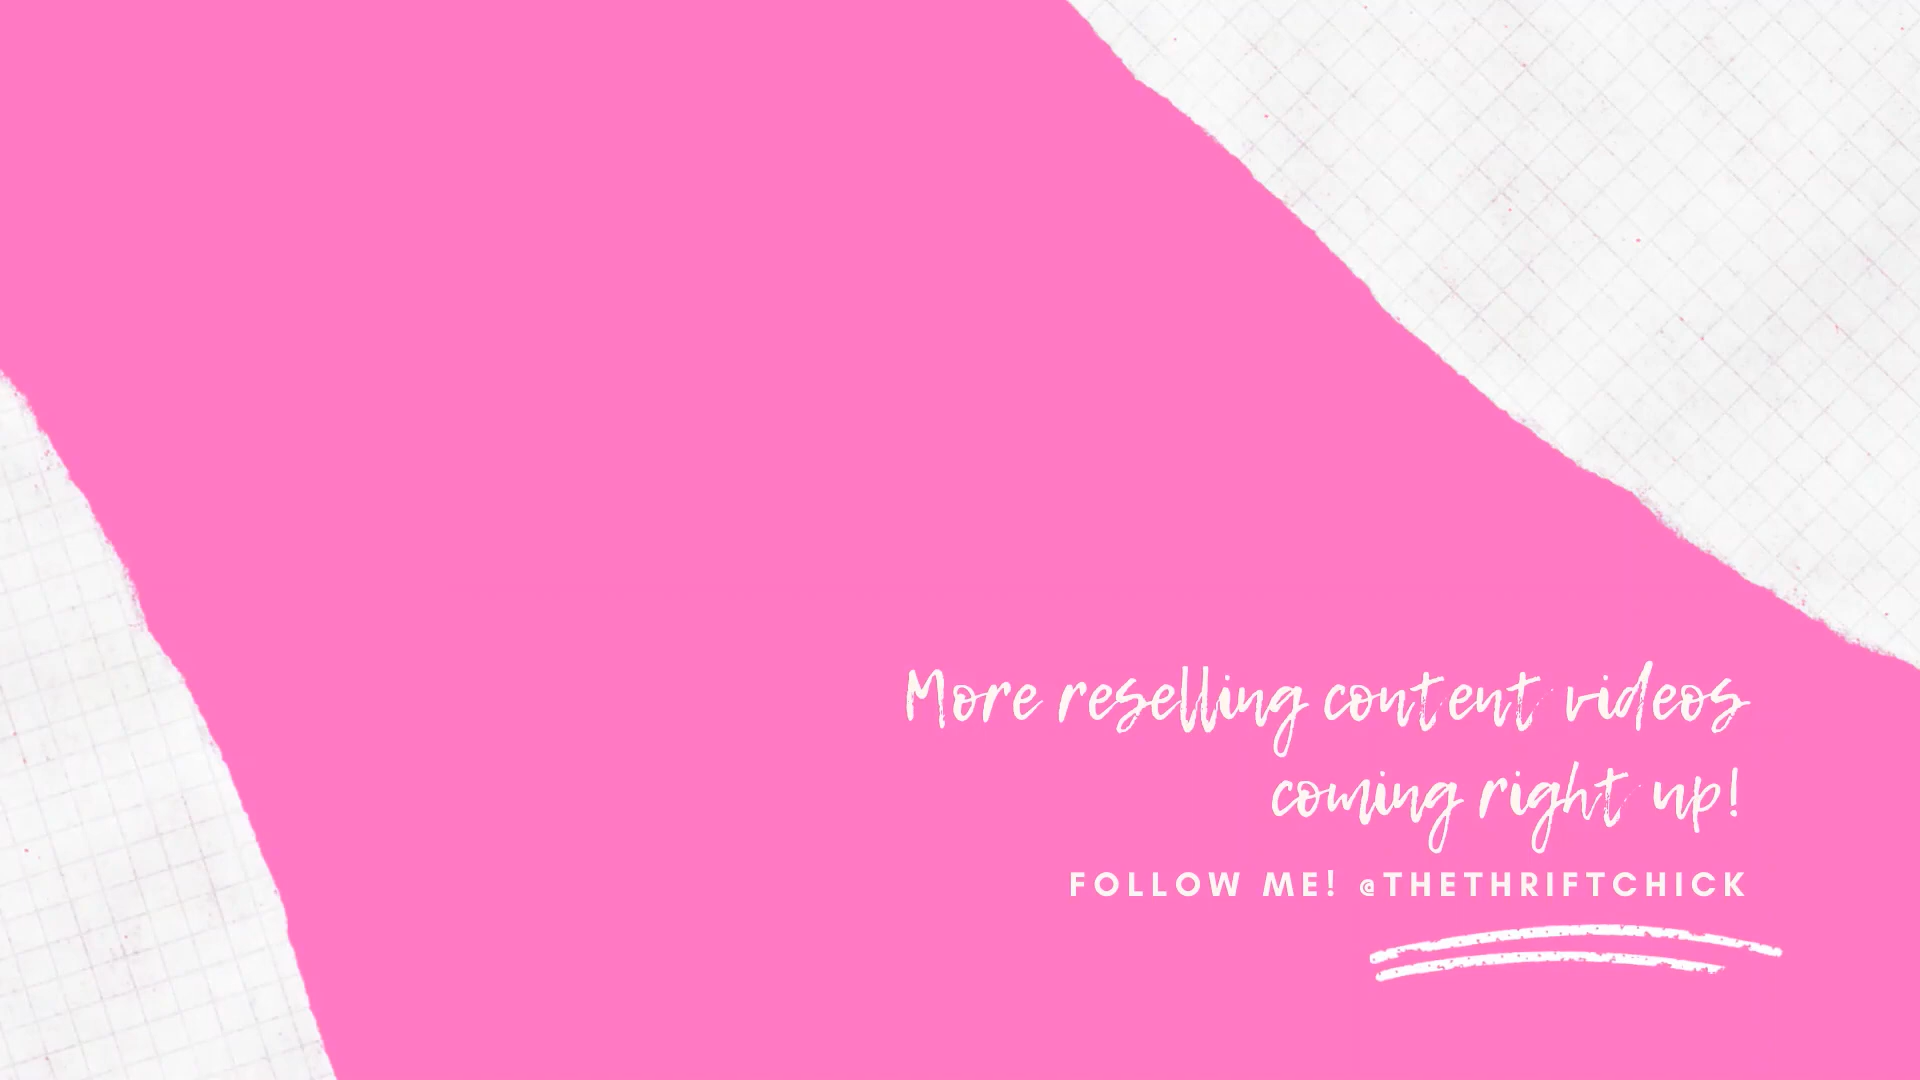 More reselling content videos
coming right up!
FOLLOW ME! @THETHRIFTCHICK